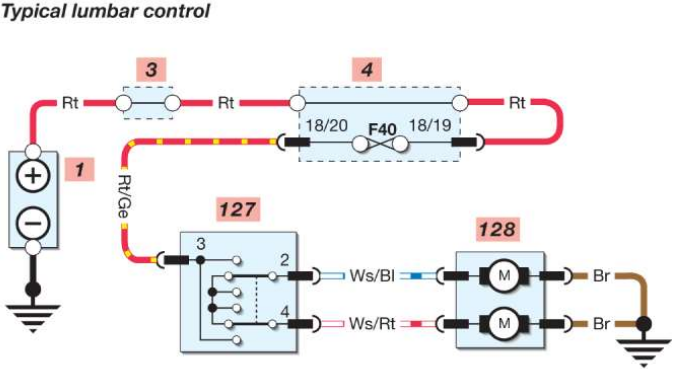 Typical lumbar control
3
4
Rt
Rt
Rt
18/20
F40
18/19
1
+
−
Rt/Ge
127
128
3
2
Ws/Bl
M
Br
4
Ws/Rt
M
Br